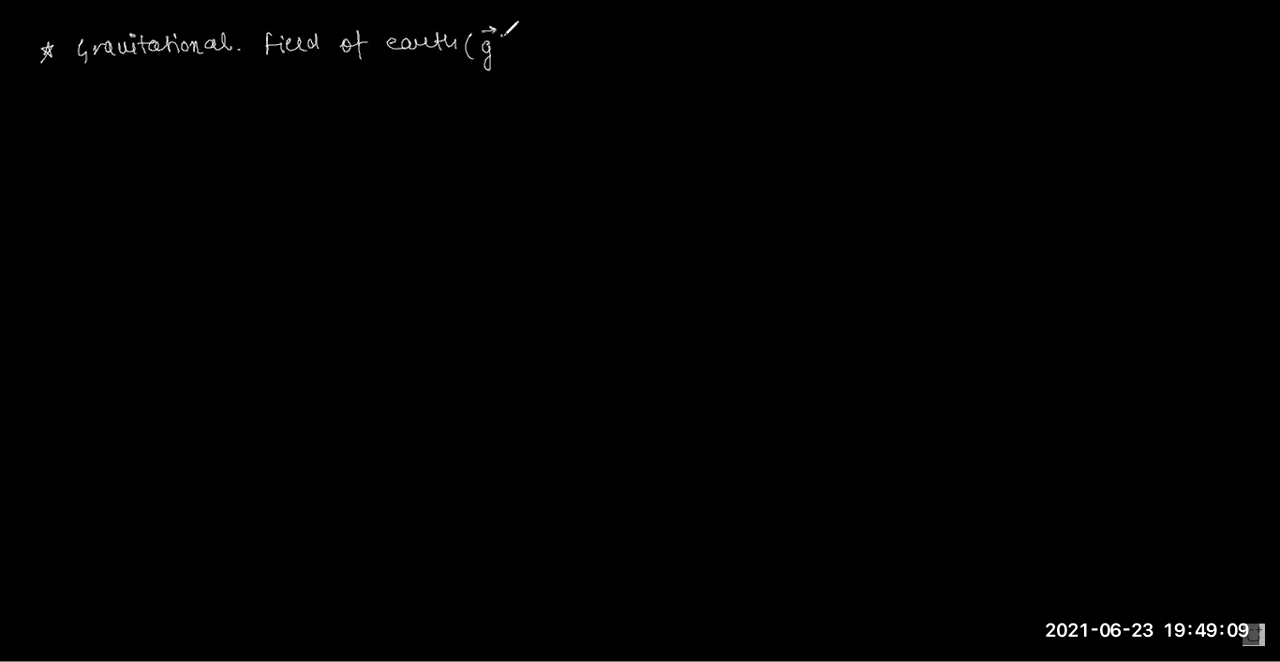 * Gravitational. field of earth ( g⃗
2021-06-23 19:49:09